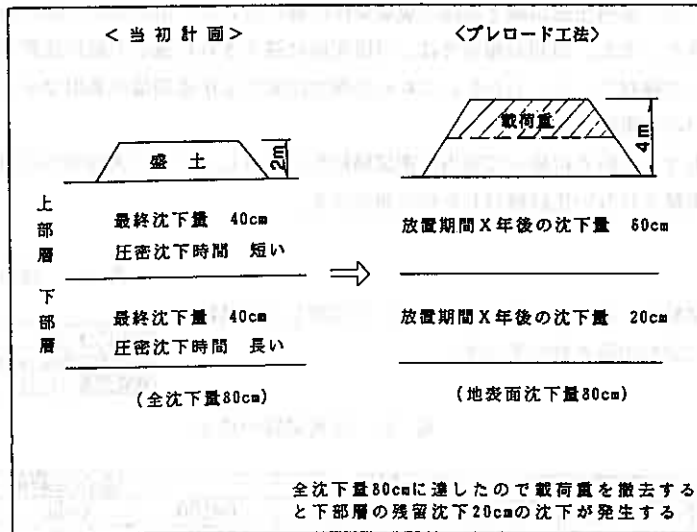 ＜当初計画＞
盛土
2m
上部層
最終沈下量 40cm
圧密沈下時間 短い
下部層
最終沈下量 40cm
圧密沈下時間 長い
(全沈下量80cm)
＜プレロード工法＞
載荷重
4m
放置期間X年後の沈下量 60cm
放置期間X年後の沈下量 20cm
(地表面沈下量80cm)
全沈下量80cmに達したので載荷重を撤去する
と下部層の残留沈下20cmの沈下が発生する